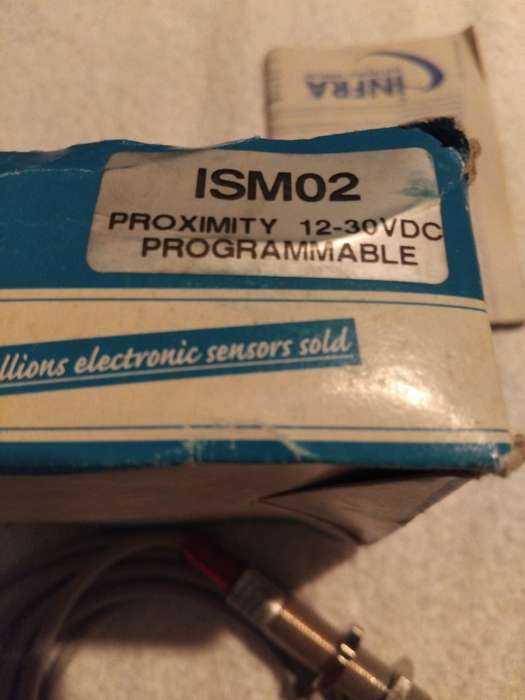 INFRA
ISM02
PROXIMITY 12-30VDC
PROGRAMMABLE
llions electronic sensors sold